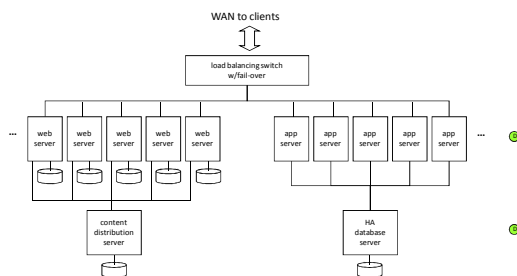 WAN to clients
load balancing switch
w/fail-over
...
web
server
web
server
web
server
web
server
web
server
app
server
app
server
app
server
app
server
app
server
...
D
content
distribution
server
HA
database
server
D